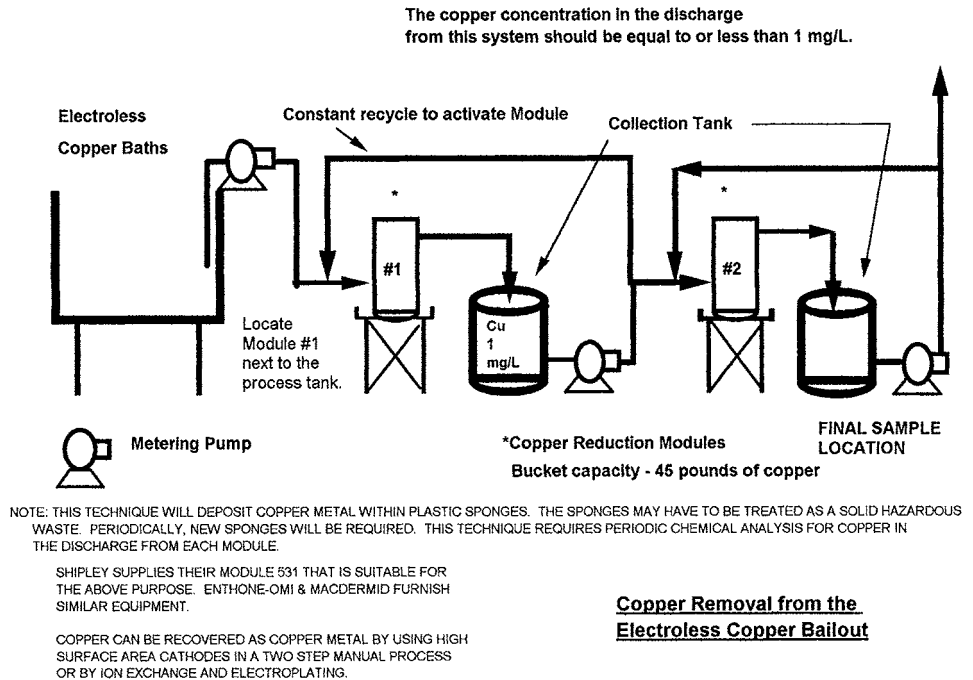 The copper concentration in the discharge
from this system should be equal to or less than 1 mg/L.
Electroless
Copper Baths
Constant recycle to activate Module
Collection Tank
*
*
#1
#2
Locate
Module #1
next to the
process tank.
Cu
1
mg/L
Metering Pump
*Copper Reduction Modules
Bucket capacity - 45 pounds of copper
FINAL SAMPLE
LOCATION
NOTE: THIS TECHNIQUE WILL DEPOSIT COPPER METAL WITHIN PLASTIC SPONGES. THE SPONGES MAY HAVE TO BE TREATED AS A SOLID HAZARDOUS
WASTE. PERIODICALLY, NEW SPONGES WILL BE REQUIRED. THIS TECHNIQUE REQUIRES PERIODIC CHEMICAL ANALYSIS FOR COPPER IN
THE DISCHARGE FROM EACH MODULE.
SHIPLEY SUPPLIES THEIR MODULE 531 THAT IS SUITABLE FOR
THE ABOVE PURPOSE. ENTHONE-OMI & MACDERMID FURNISH
SIMILAR EQUIPMENT.
COPPER CAN BE RECOVERED AS COPPER METAL BY USING HIGH
SURFACE AREA CATHODES IN A TWO STEP MANUAL PROCESS
OR BY ION EXCHANGE AND ELECTROPLATING.
Copper Removal from the
Electroless Copper Bailout